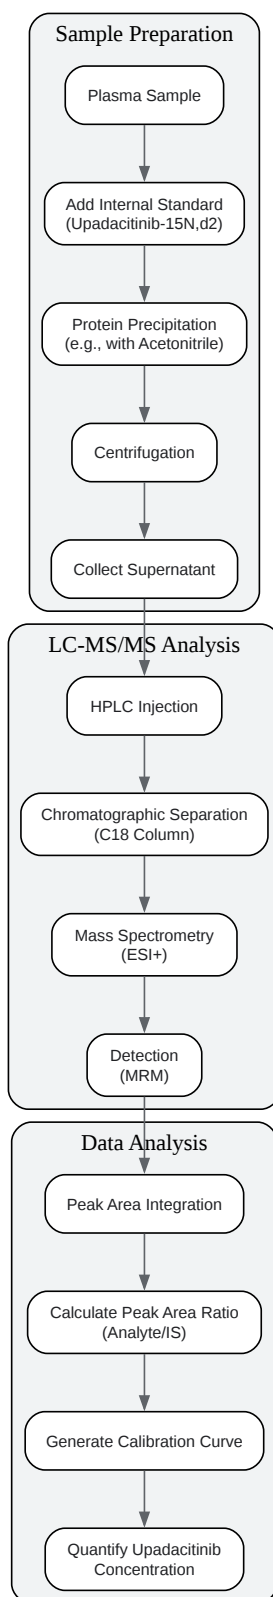 Sample Preparation
Plasma Sample
Add Internal Standard
(Upadacitinib-15N,d2)
Protein Precipitation
(e.g., with Acetonitrile)
Centrifugation
Collect Supernatant
LC-MS/MS Analysis
HPLC Injection
Chromatographic Separation
(C18 Column)
Mass Spectrometry
(ESI+)
Detection
(MRM)
Data Analysis
Peak Area Integration
Calculate Peak Area Ratio
(Analyte/IS)
Generate Calibration Curve
Quantify Upadacitinib
Concentration